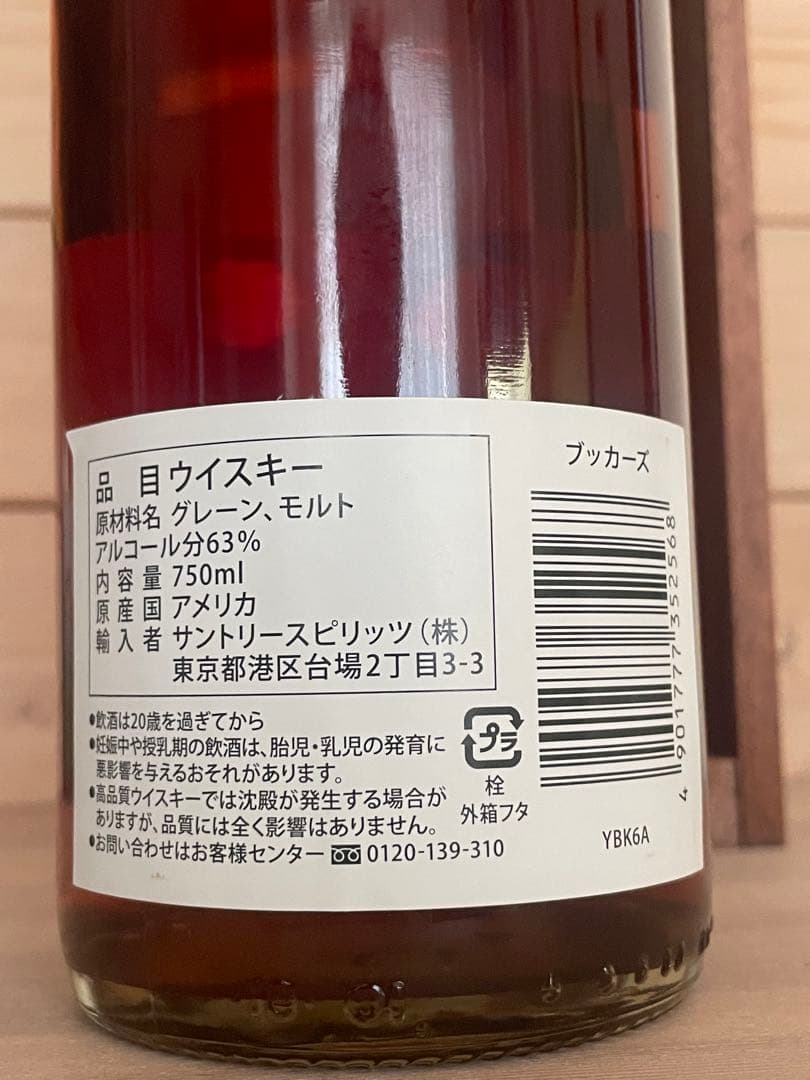 品目 ウイスキー
原材料名 グレーン、モルト
アルコール分63%
内容量 750ml
原産国 アメリカ
輸入者 サントリースピリッツ(株)
東京都港区台場2丁目3-3
•飲酒は20歳を過ぎてから
•妊娠中や授乳期の飲酒は、胎児・乳児の発育に
悪影響を与えるおそれがあります。
•高品質ウイスキーでは沈殿が発生する場合が
ありますが、品質には全く影響はありません。
•お問い合わせはお客様センター 0120-139-310
プラ
栓
外箱フタ
ブッカーズ
4 901777 352568
YBK6A